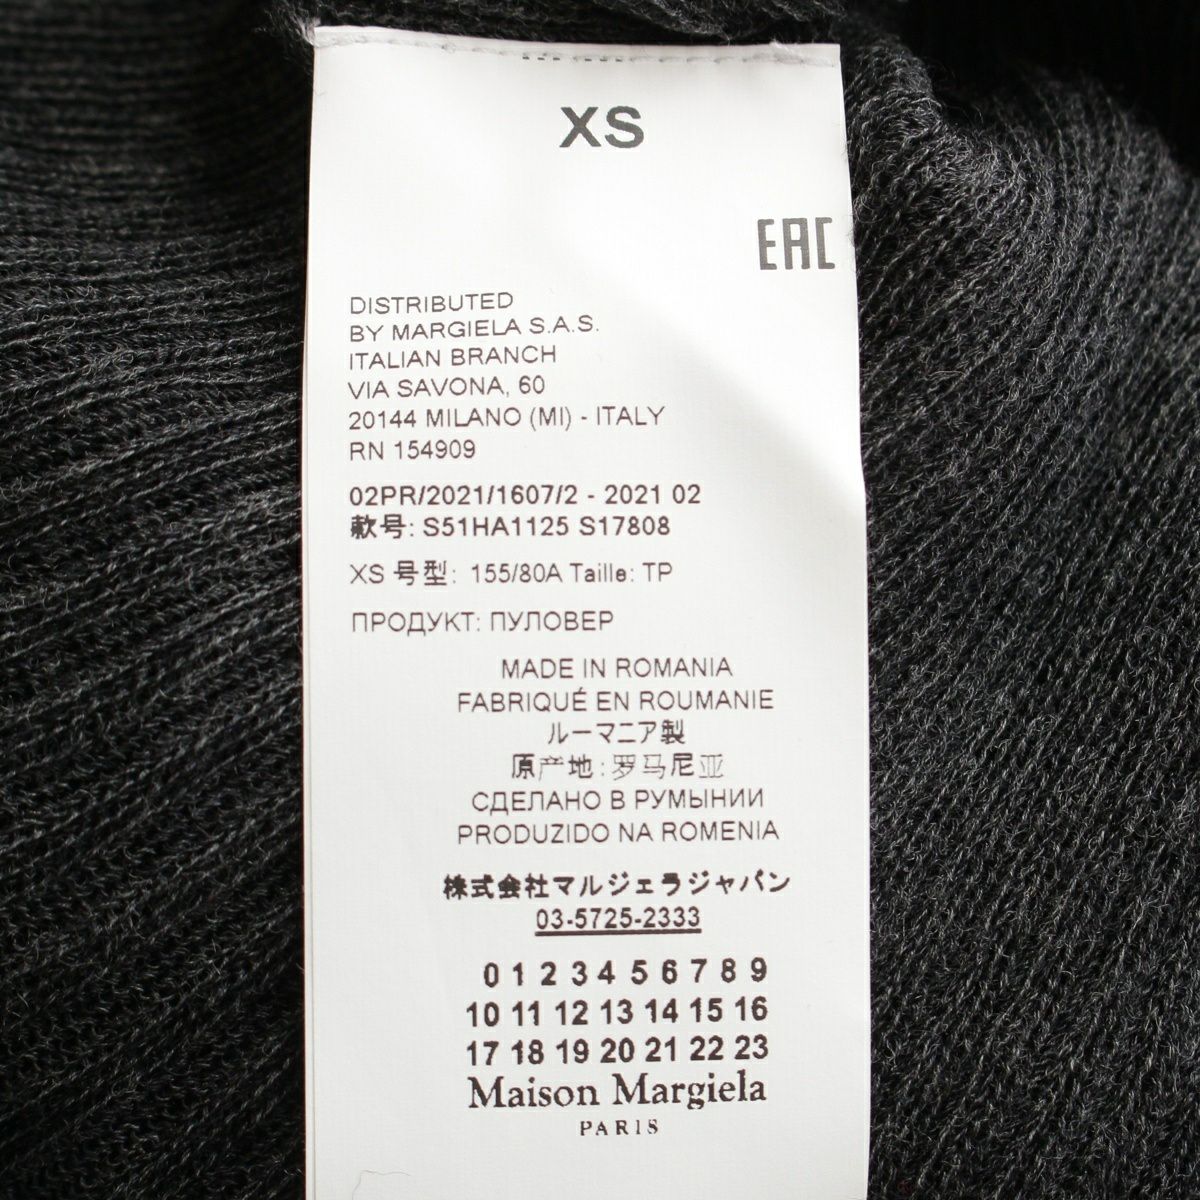 XS
EAC
DISTRIBUTED
BY MARGIELA S.A.S.
ITALIAN BRANCH
VIA SAVONA, 60
20144 MILANO (MI) - ITALY
RN 154909
02PR/2021/1607/2 - 2021 02
款号: S51HA1125 S17808
XS 号型: 155/80A Taille: TP
ПРОДУКТ: ПУЛОВЕР
MADE IN ROMANIA
FABRIQUÉ EN ROUMANIE
ルーマニア製
原产地:罗马尼亚
СДЕЛАНО В РУМЫНИИ
PRODUZIDO NA ROMENIA
株式会社マルジェラジャパン
03-5725-2333
0 1 2 3 4 5 6 7 8 9
10 11 12 13 14 15 16
17 18 19 20 21 22 23
Maison Margiela
PARIS